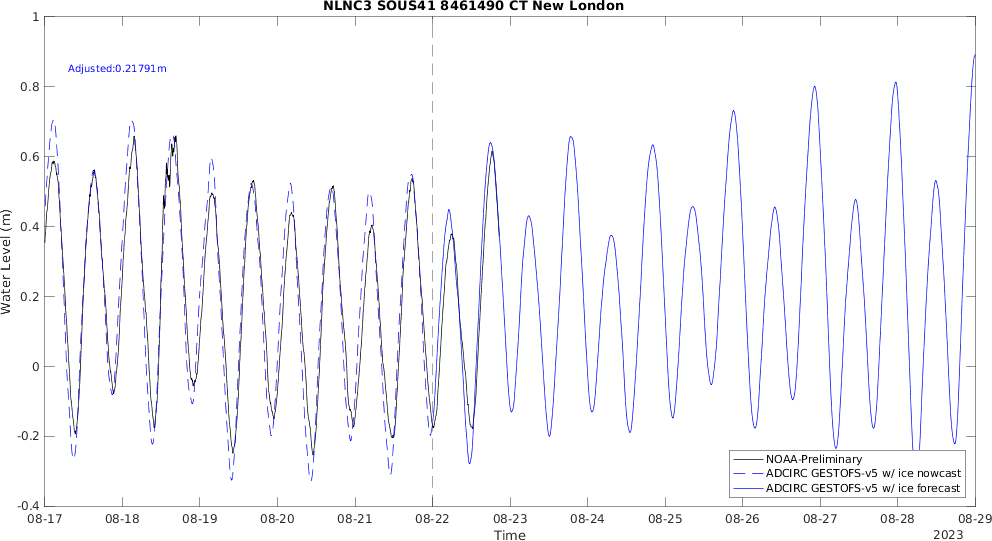 NLNC3 SOUS41 8461490 CT New London
Adjusted:0.21791m
Water Level (m)
1
0.8
0.6
0.4
0.2
0
-0.2
-0.4
08-17 08-18 08-19 08-20 08-21 08-22 08-23 08-24 08-25 08-26 08-27 08-28 08-29
Time
2023
NOAA-Preliminary
ADCIRC GESTOFS-v5 w/ ice nowcast
ADCIRC GESTOFS-v5 w/ ice forecast